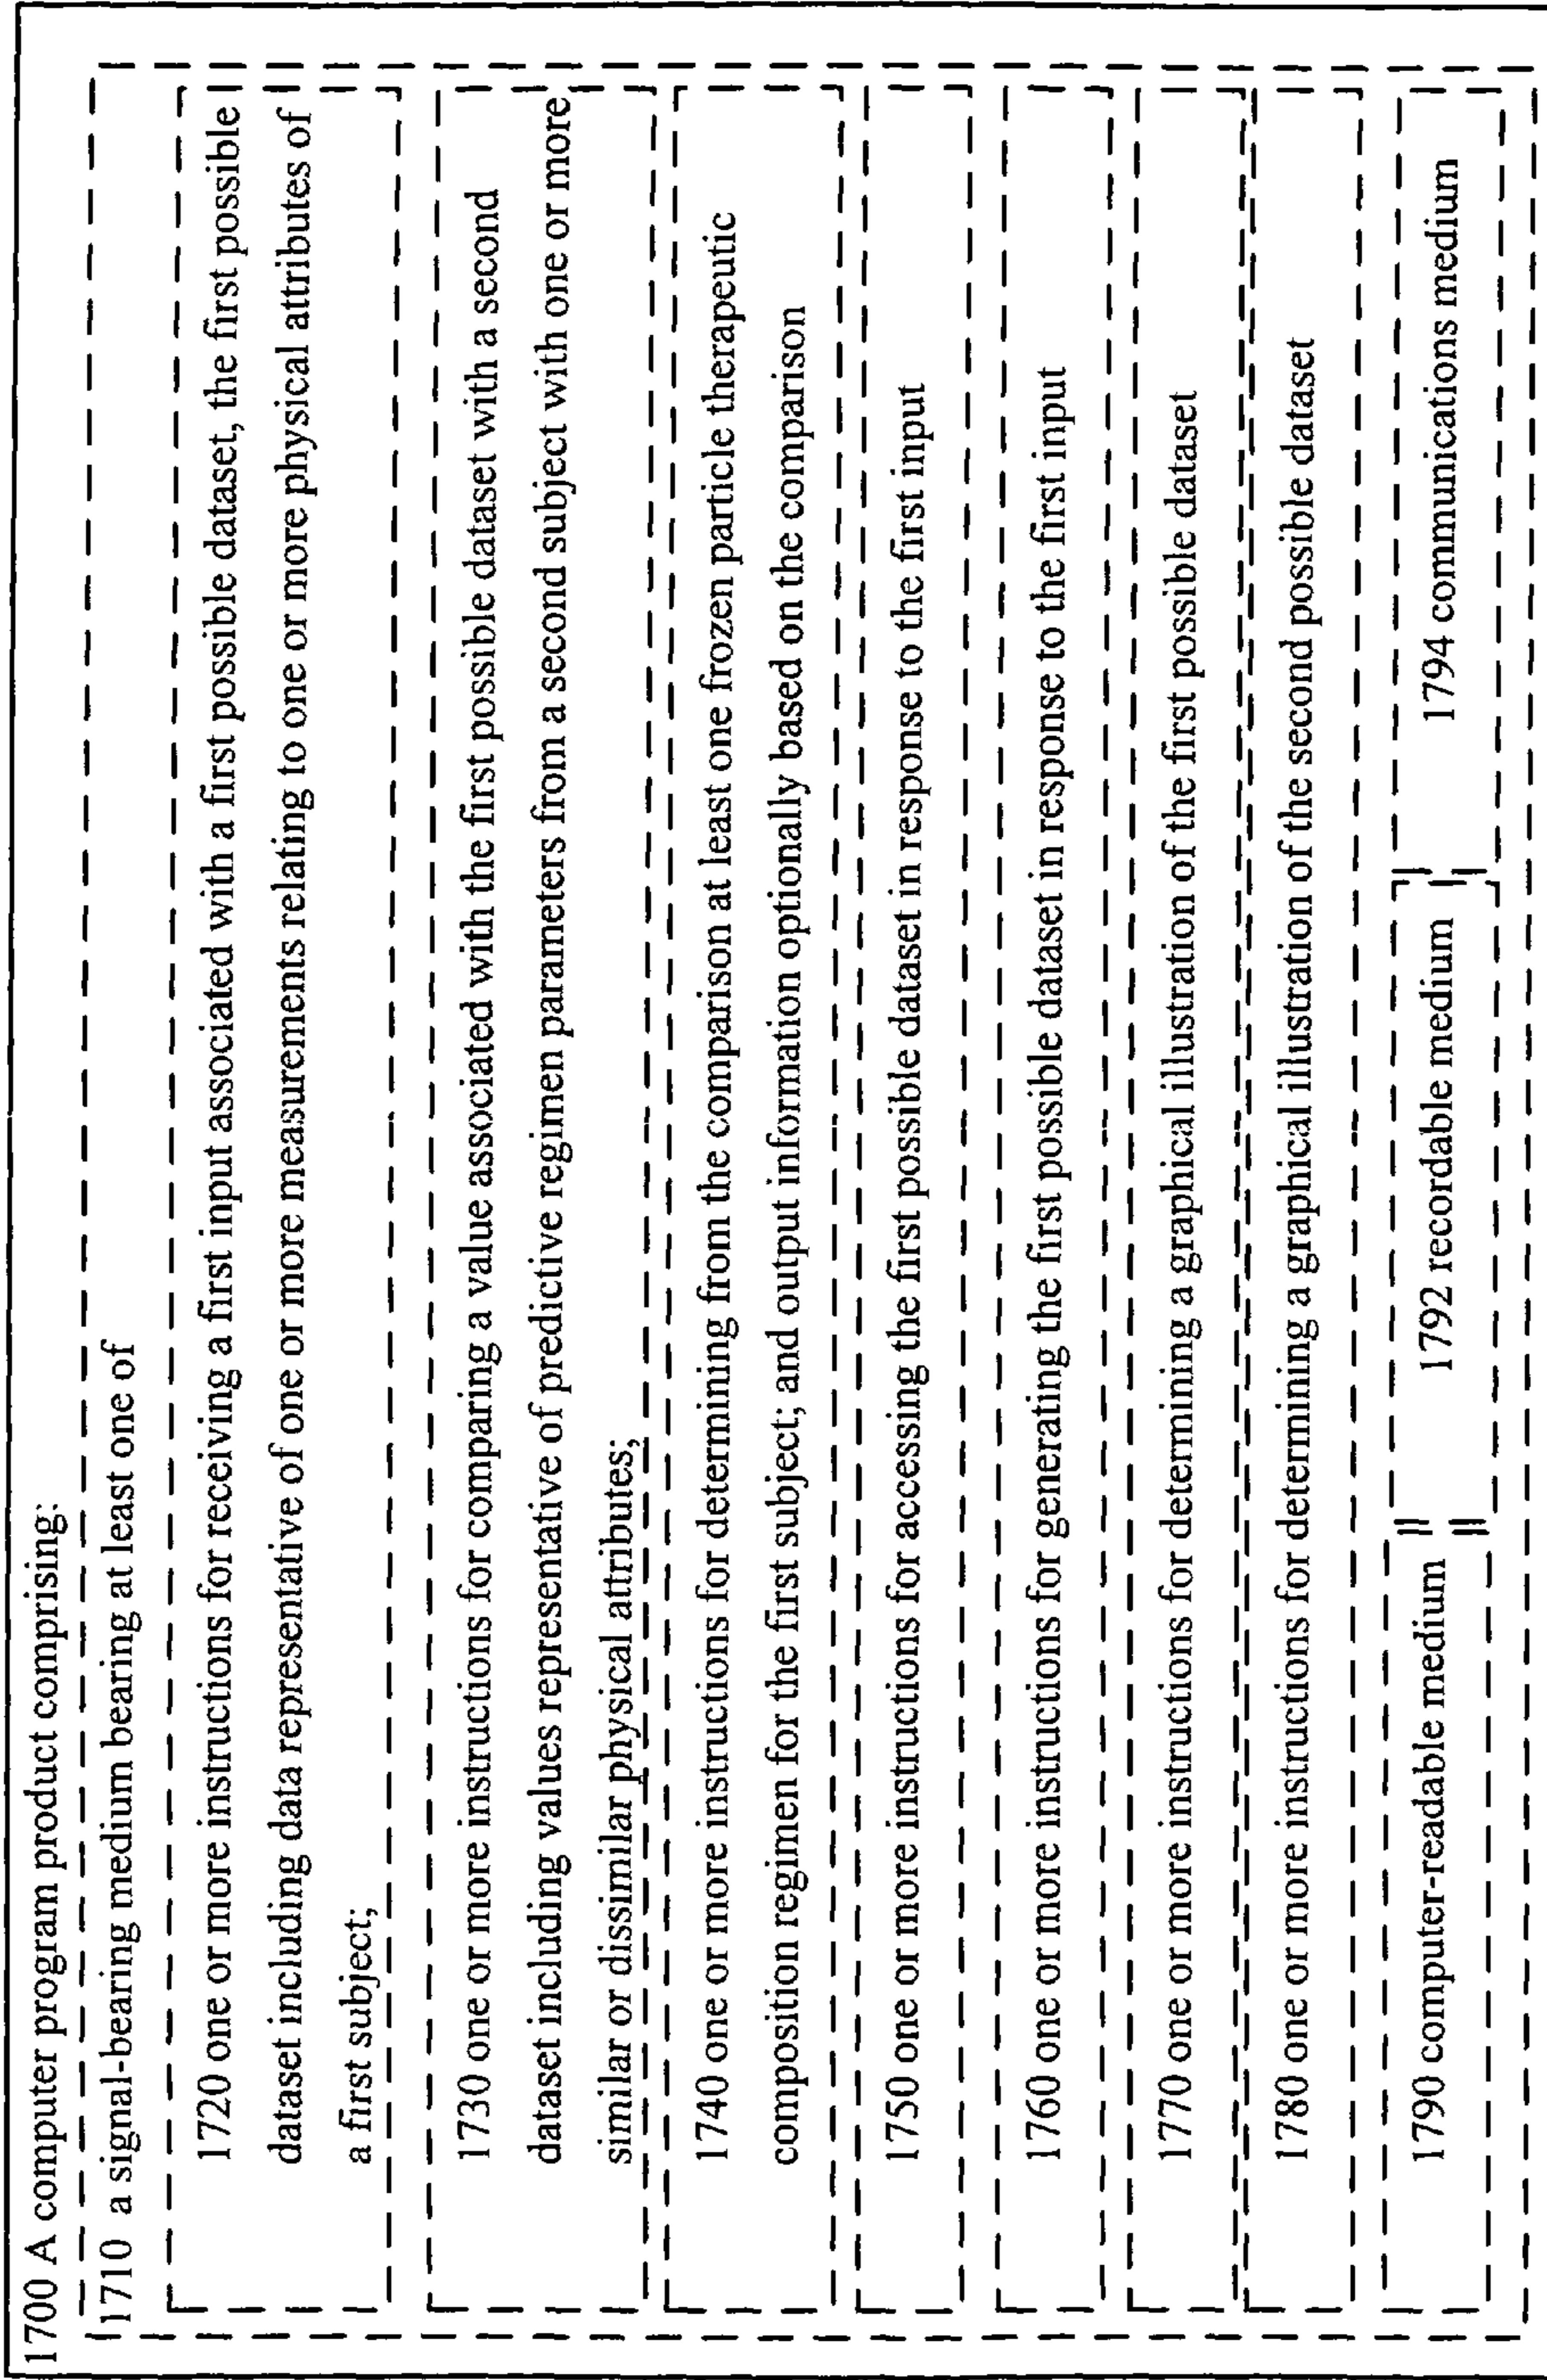 1700 A computer program product comprising:
1710 a signal-bearing medium bearing at least one of
1720 one or more instructions for receiving a first input associated with a first possible dataset, the first possible
dataset including data representative of one or more measurements relating to one or more physical attributes of
a first subject;
1730 one or more instructions for comparing a value associated with the first possible dataset with a second
dataset including values representative of predictive regimen parameters from a second subject with one or more
similar or dissimilar physical attributes;
1740 one or more instructions for determining from the comparison at least one frozen particle therapeutic
composition regimen for the first subject; and output information optionally based on the comparison
1750 one or more instructions for accessing the first possible dataset in response to the first input
1760 one or more instructions for generating the first possible dataset in response to the first input
1770 one or more instructions for determining a graphical illustration of the first possible dataset
1780 one or more instructions for determining a graphical illustration of the second possible dataset
1790 computer-readable medium
1792 recordable medium
1794 communications medium